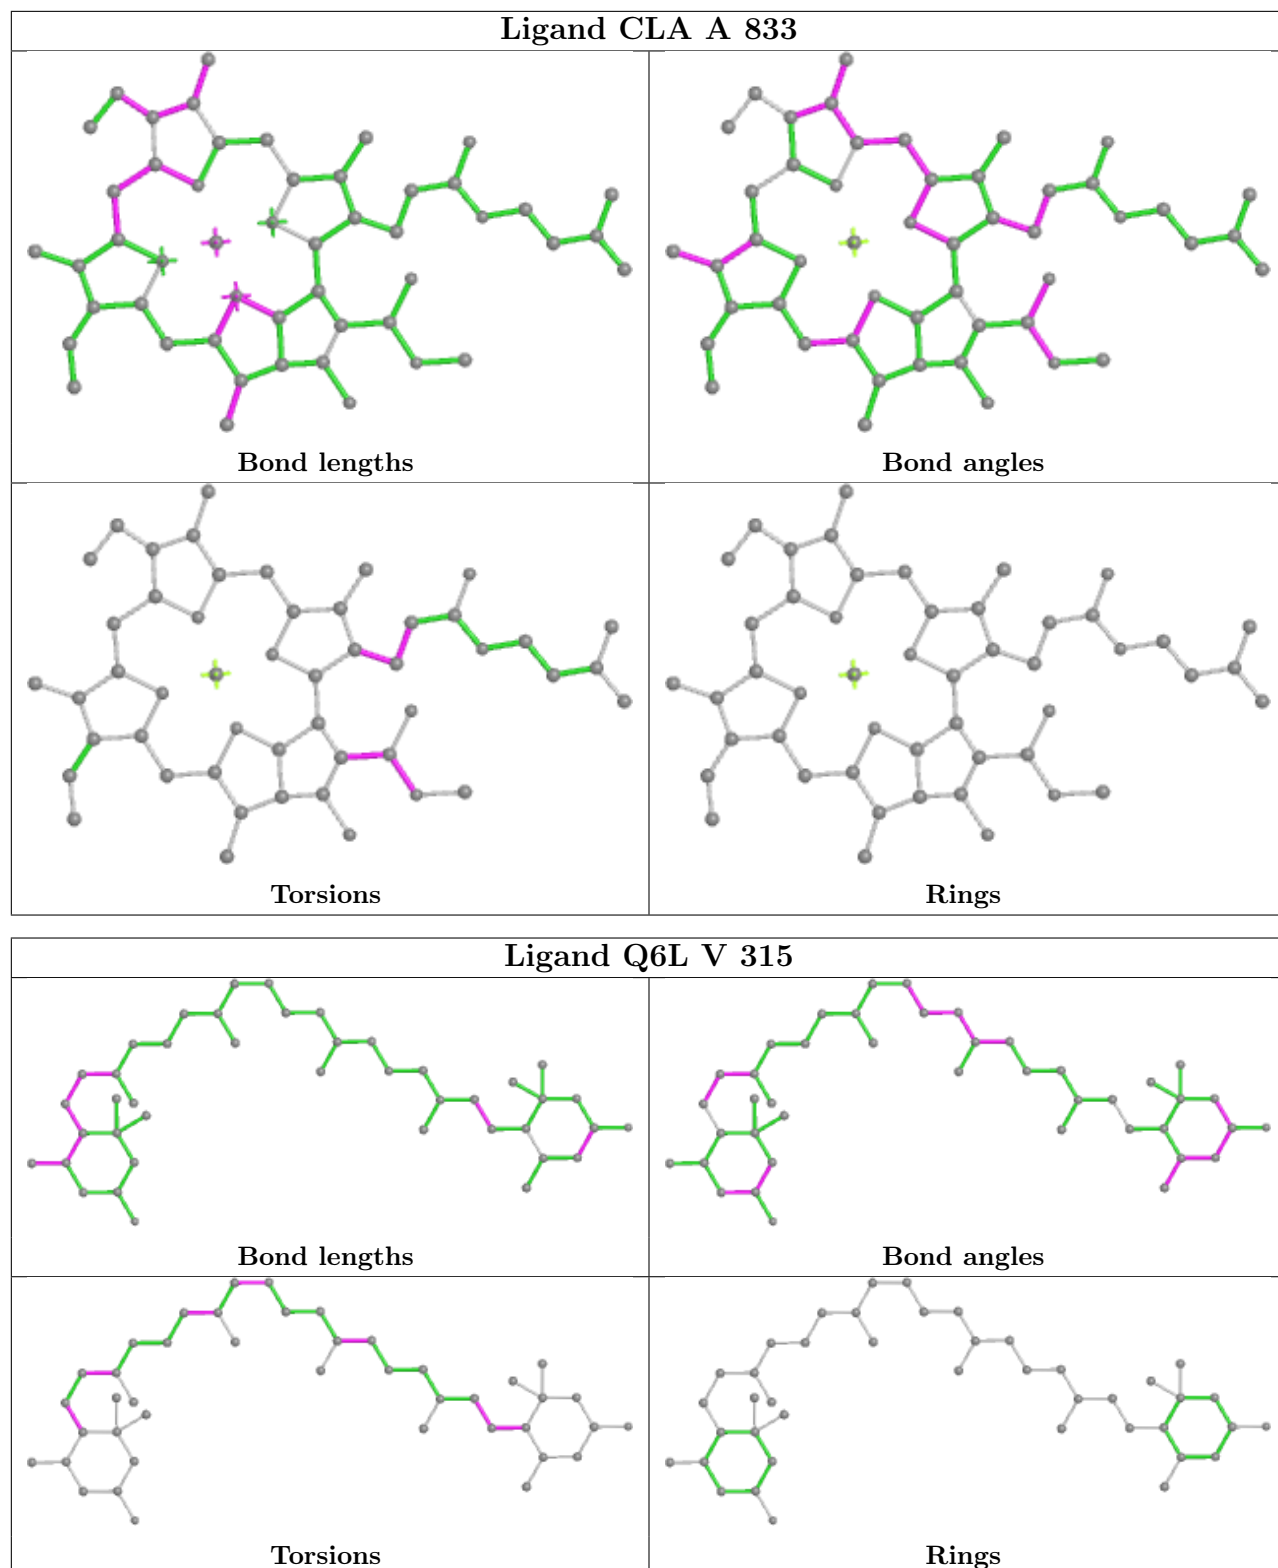 Ligand CLA A 833
Bond lengths
Bond angles
Torsions
Rings
Ligand Q6L V 315
Bond lengths
Bond angles
Torsions
Rings